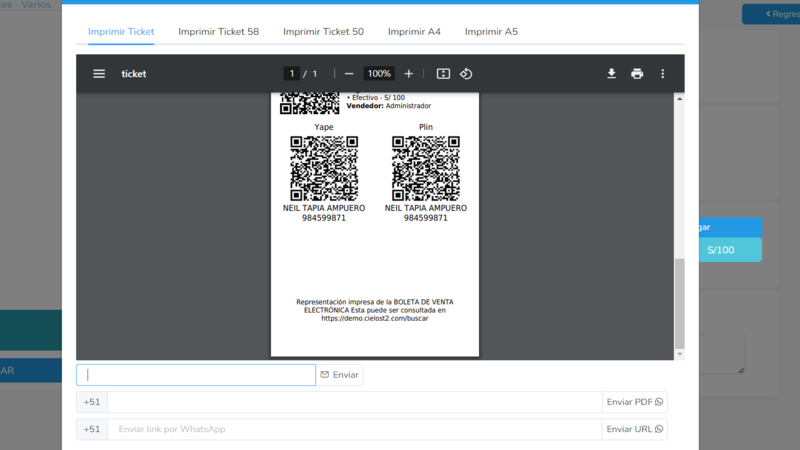 es - Varios
Regres
Imprimir Ticket
Imprimir Ticket 58
Imprimir Ticket 50
Imprimir A4
Imprimir A5
ticket
1 / 1
100%
• Efectivo - S/ 100
Vendedor: Administrador
Yape
Plin
NEIL TAPIA AMPUERO
984599871
NEIL TAPIA AMPUERO
984599871
gar
S/100
Representación impresa de la BOLETA DE VENTA
ELECTRÓNICA Esta puede ser consultada en
https://demo.cielost2.com/buscar
AR
Enviar
+51
Enviar PDF
+51
Enviar link por WhatsApp
Enviar URL